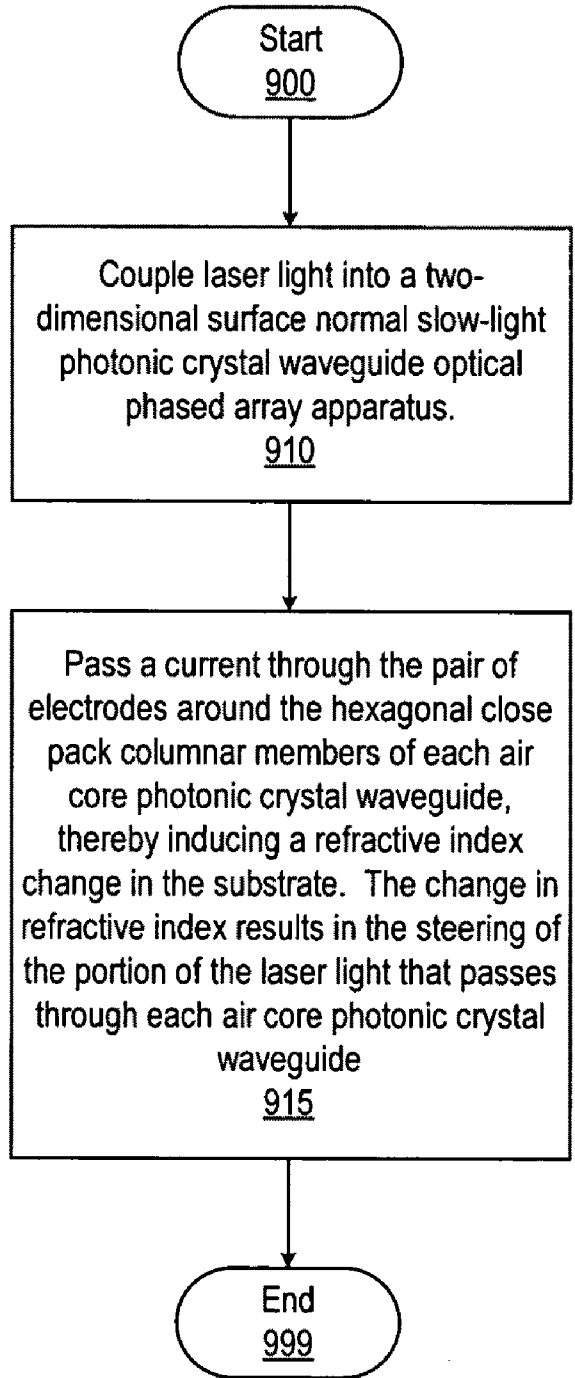 Start
900
Couple laser light into a two-
dimensional surface normal slow-light
photonic crystal waveguide optical
phased array apparatus.
910
Pass a current through the pair of
electrodes around the hexagonal close
pack columnar members of each air
core photonic crystal waveguide,
thereby inducing a refractive index
change in the substrate.  The change in
refractive index results in the steering of
the portion of the laser light that passes
through each air core photonic crystal
waveguide
915
End
999